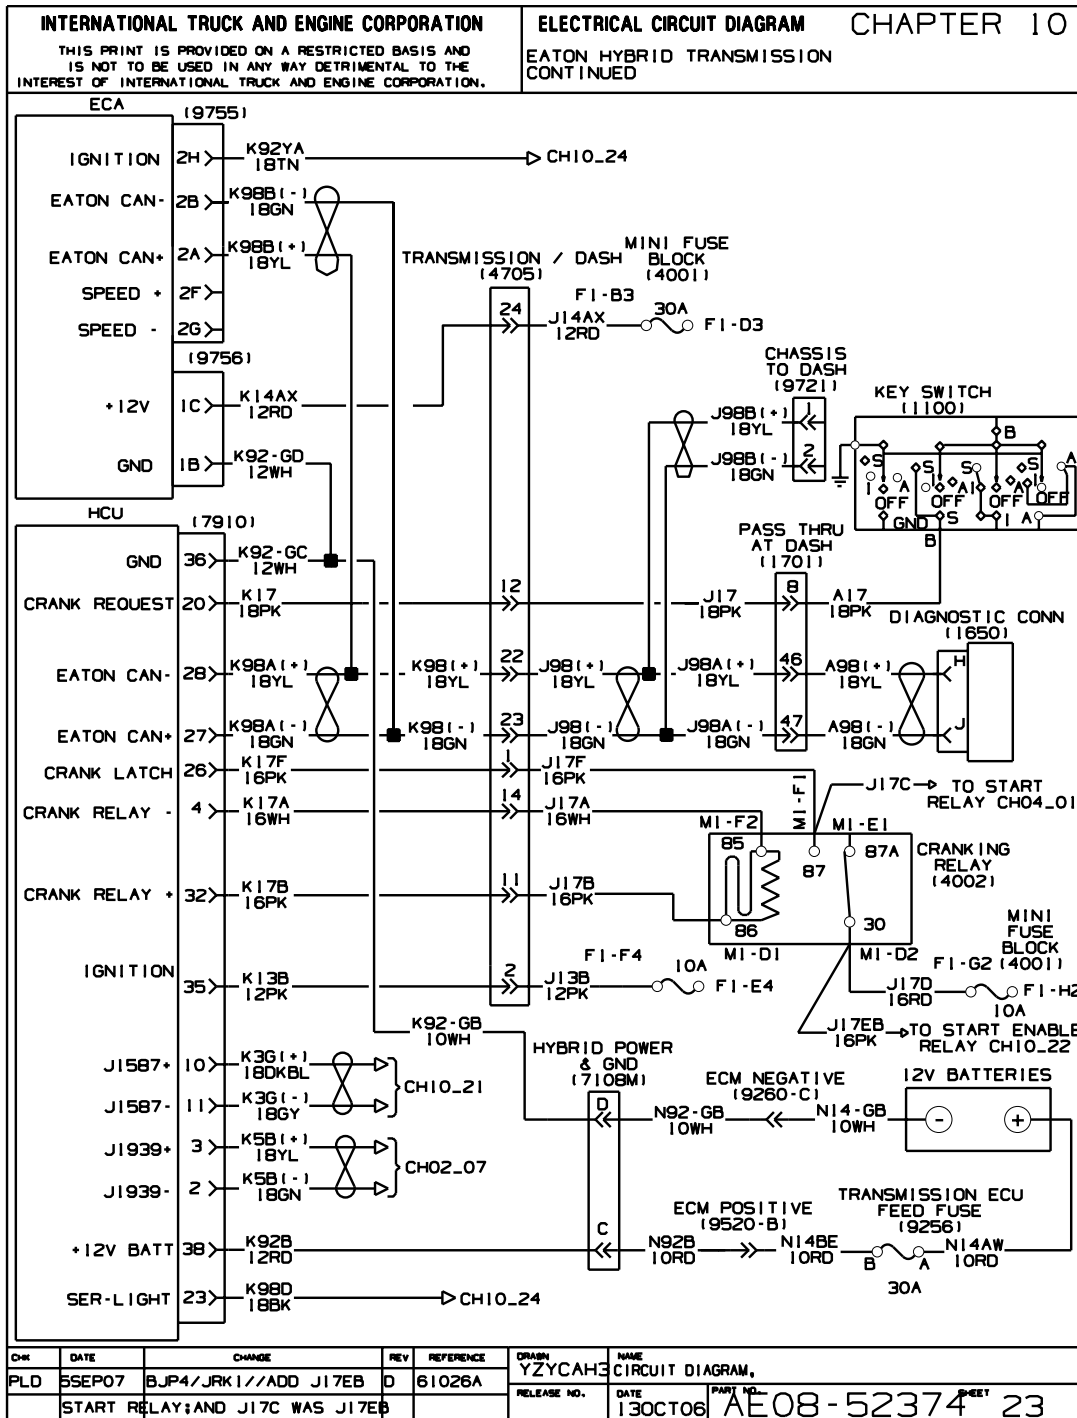 INTERNATIONAL TRUCK AND ENGINE CORPORATION
THIS PRINT IS PROVIDED ON A RESTRICTED BASIS AND
IS NOT TO BE USED IN ANY WAY DETRIMENTAL TO THE
INTEREST OF INTERNATIONAL TRUCK AND ENGINE CORPORATION.
ELECTRICAL CIRCUIT DIAGRAM
CHAPTER 10
EATON HYBRID TRANSMISSION
CONTINUED
ECA
(9755)
IGNITION 2H K92YA
18TN
CH10_24
EATON CAN- 2B K98B(-)
18GN
EATON CAN+ 2A K98B(+)
18YL
SPEED + 2F
SPEED - 2G
(9756)
+12V 1C K14AX
12RD
GND 1B K92-GD
12WH
TRANSMISSION / DASH
(4705)
MINI FUSE
BLOCK
(4001)
24 J14AX
12RD
F1-B3
30A
F1-D3
CHASSIS
TO DASH
(9721)
J98B(+) 1
18YL
J98B(-) 2
18GN
KEY SWITCH
(1100)
B
S S S A
I A I A I A I
OFF OFF OFF OFF
GND S I A
B
HCU
(7910)
GND 36 K92-GC
12WH
CRANK REQUEST 20 K17
18PK
12
J17
18PK
PASS THRU
AT DASH
(1701)
8 A17
18PK
DIAGNOSTIC CONN
(1650)
EATON CAN- 28 K98A(+)
18YL
K98(+)
18YL
22 J98(+)
18YL
J98A(+)
18YL
46 A98(+)
18YL
H
EATON CAN+ 27 K98A(-)
18GN
K98(-)
18GN
23 J98(-)
18GN
J98A(-)
18GN
47 A98(-)
18GN
J
CRANK LATCH 26 K17F
16PK
1 J17F
16PK
CRANK RELAY - 4 K17A
16WH
14 J17A
16WH
CRANK RELAY + 32 K17B
16PK
11 J17B
16PK
IGNITION
35 K13B
12PK
2 J13B
12PK
F1-F4
10A
F1-E4
J17C TO START
RELAY CH04_01
M1-F2 M1-F1 M1-E1
85 87 87A
86 30
M1-D1 M1-D2
CRANKING
RELAY
(4002)
MINI
FUSE
BLOCK
(4001)
F1-G2
J17D
16RD
F1-H2
10A
J17EB
16PK
TO START ENABLE
RELAY CH10_22
K92-GB
10WH
J1587+ 10 K3G(+)
18DKBL
J1587- 11 K3G(-)
18GY
CH10_21
J1939+ 3 K5B(+)
18YL
J1939- 2 K5B(-)
18GN
CH02_07
HYBRID POWER
& GND
(7108M)
D N92-GB
10WH
ECM NEGATIVE
(9260-C)
N14-GB
10WH
12V BATTERIES
- +
+12V BATT 38 K92B
12RD
C N92B
10RD
ECM POSITIVE
(9520-B)
N14BE
10RD
TRANSMISSION ECU
FEED FUSE
(9256)
B A
30A
N14AW
10RD
SER-LIGHT 23 K98D
18BK
CH10_24
CHK DATE CHANGE REV REFERENCE
PLD 5SEP07 BJP4/JRK1//ADD J17EB D 61026A
START RELAY;AND J17C WAS J17EB
DRAWN
YZYCAH3
NAME
CIRCUIT DIAGRAM,
RELEASE NO.
DATE
13OCT06
PART NO.
AE08-52374
SHEET
23